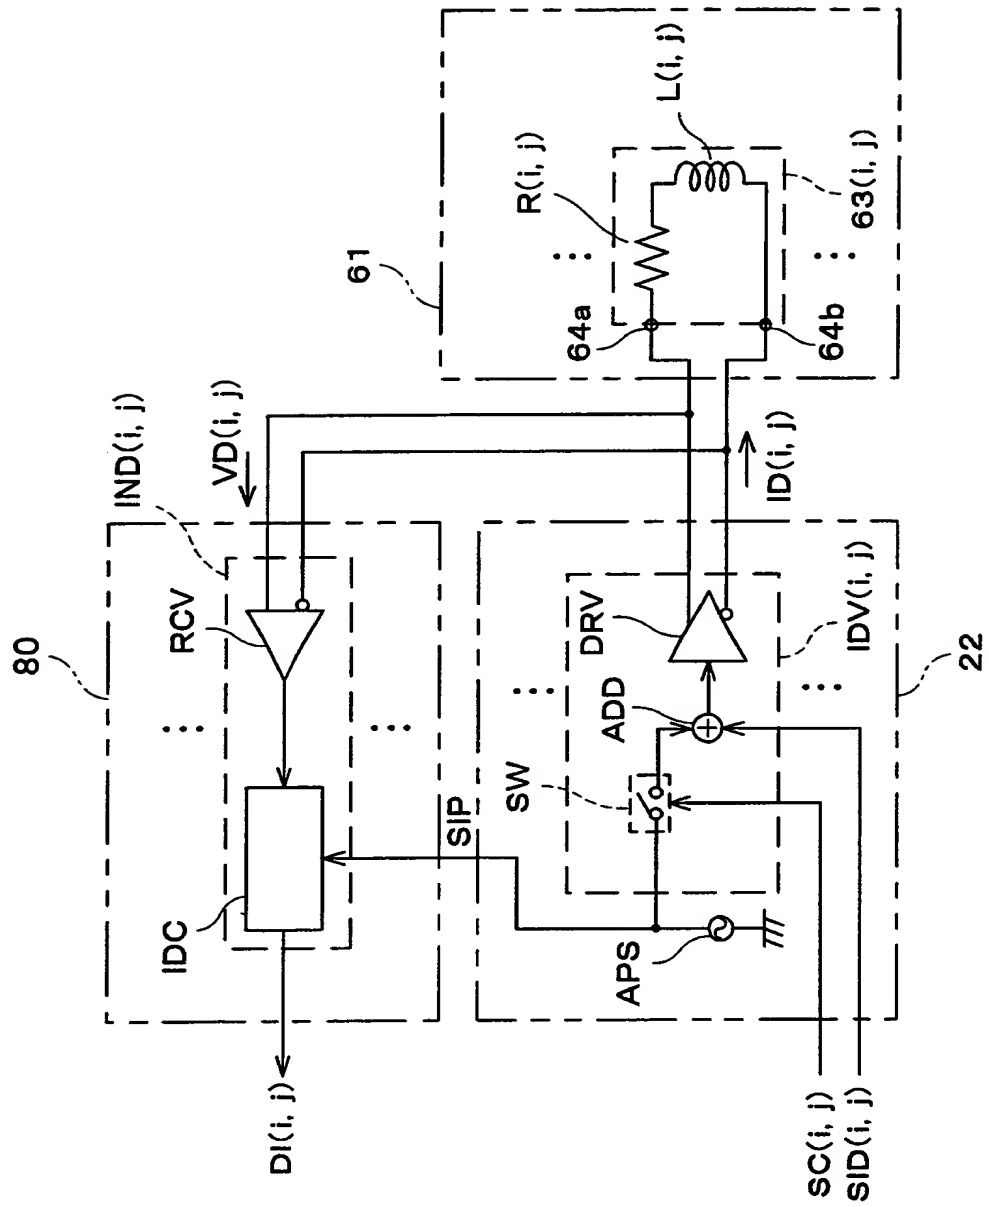 80
IND(i, j)
VD(i, j)
RCV
IDC
DI(i, j)
SIP
61
R(i, j)
L(i, j)
63(i, j)
64a
64b
ID(i, j)
DRV
ADD
SW
APS
IDV(i, j)
22
SC(i, j)
SID(i, j)